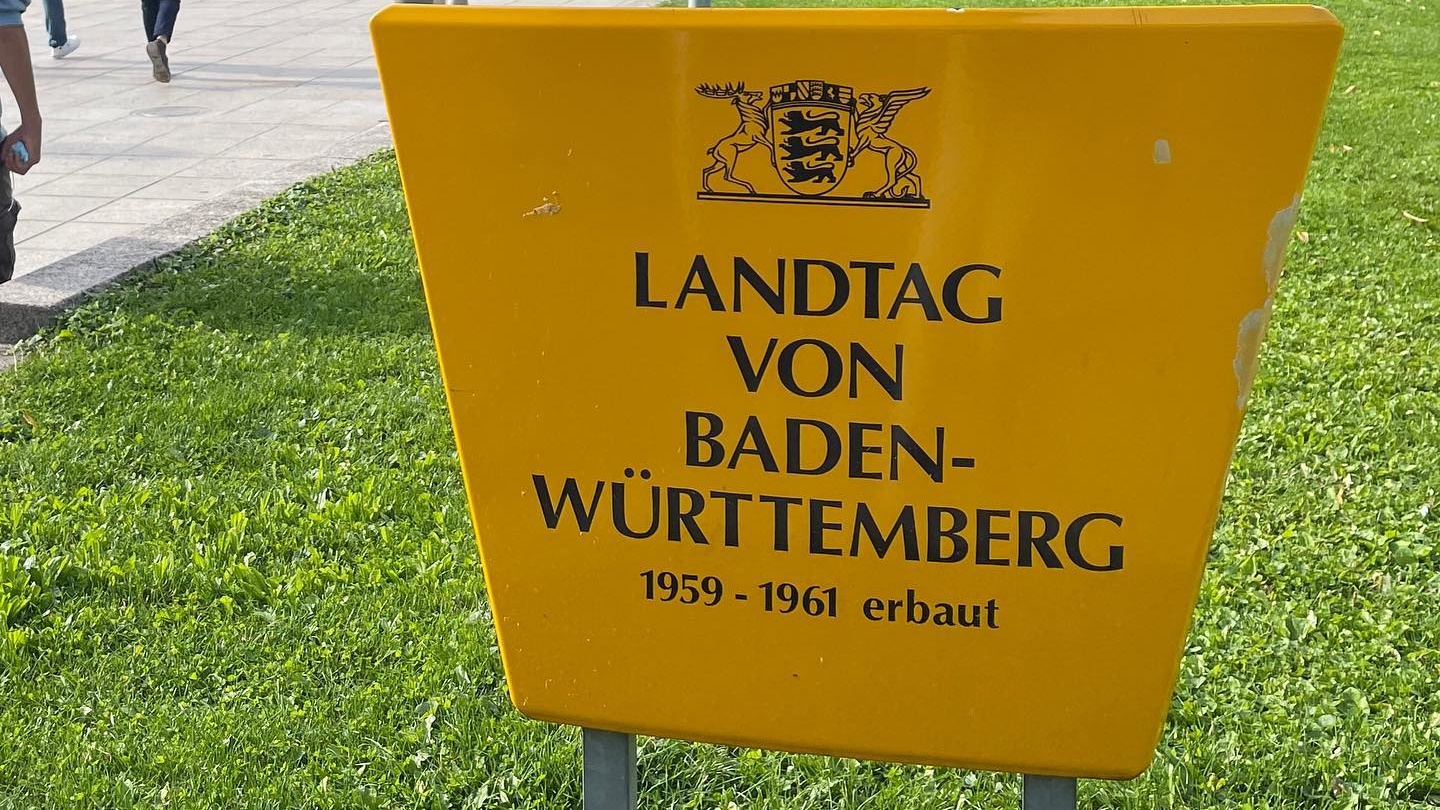 LANDTAG
VON
BADEN-
WÜRTTEMBERG
1959 - 1961 erbaut